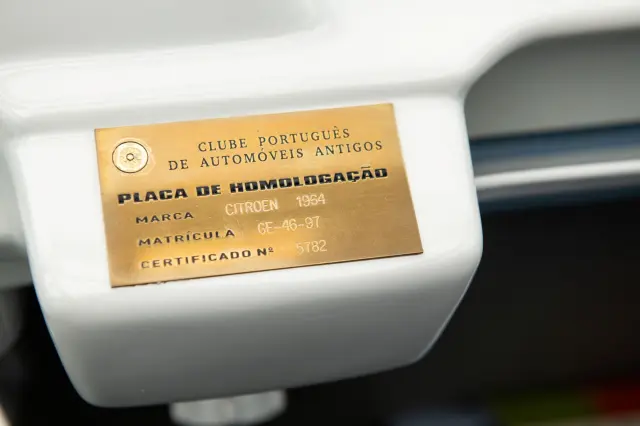 CLUBE PORTUGUÊS
DE AUTOMÓVEIS ANTIGOS
PLACA DE HOMOLOGAÇÃO
MARCA CITROEN 1964
MATRÍCULA GE-46-97
CERTIFICADO Nº 5782